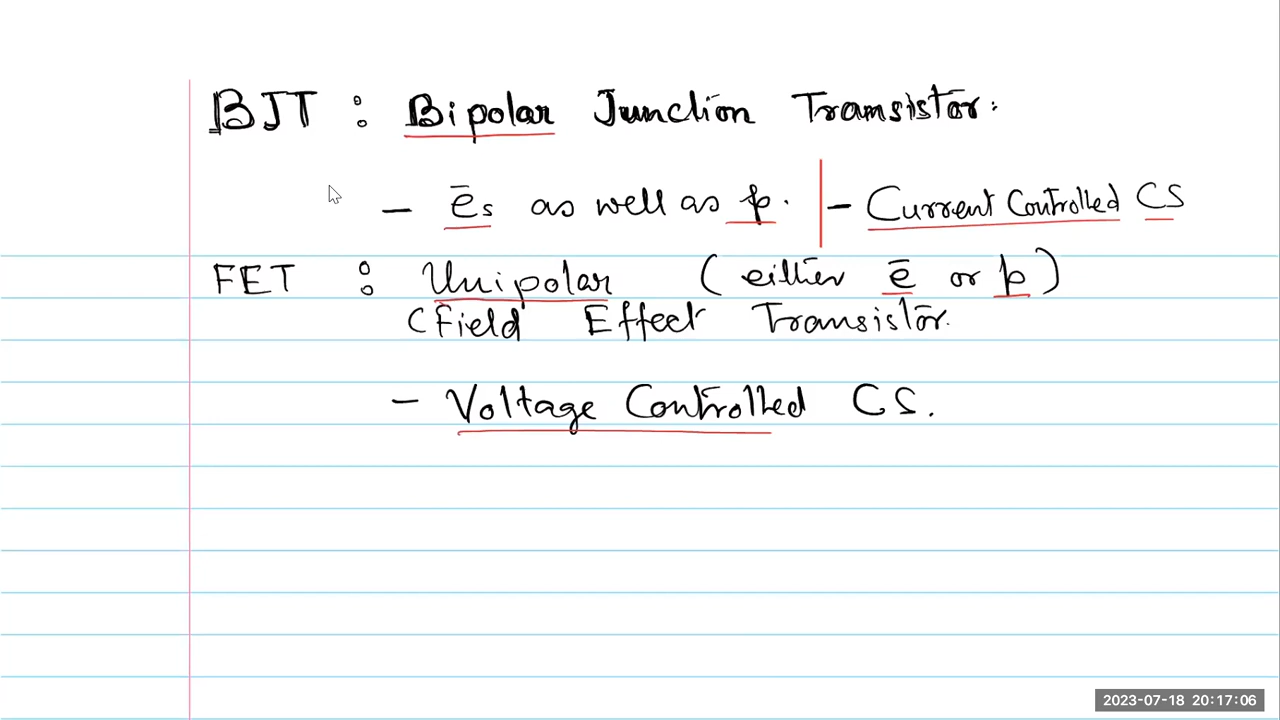 BJT : Bipolar Junction Transistor.
- ēs as well as p. - Current Controlled CS
FET : Unipolar ( either ē or p )
( Field Effect Transistor.
- Voltage Controlled CS.
2023-07-18 20:17:06